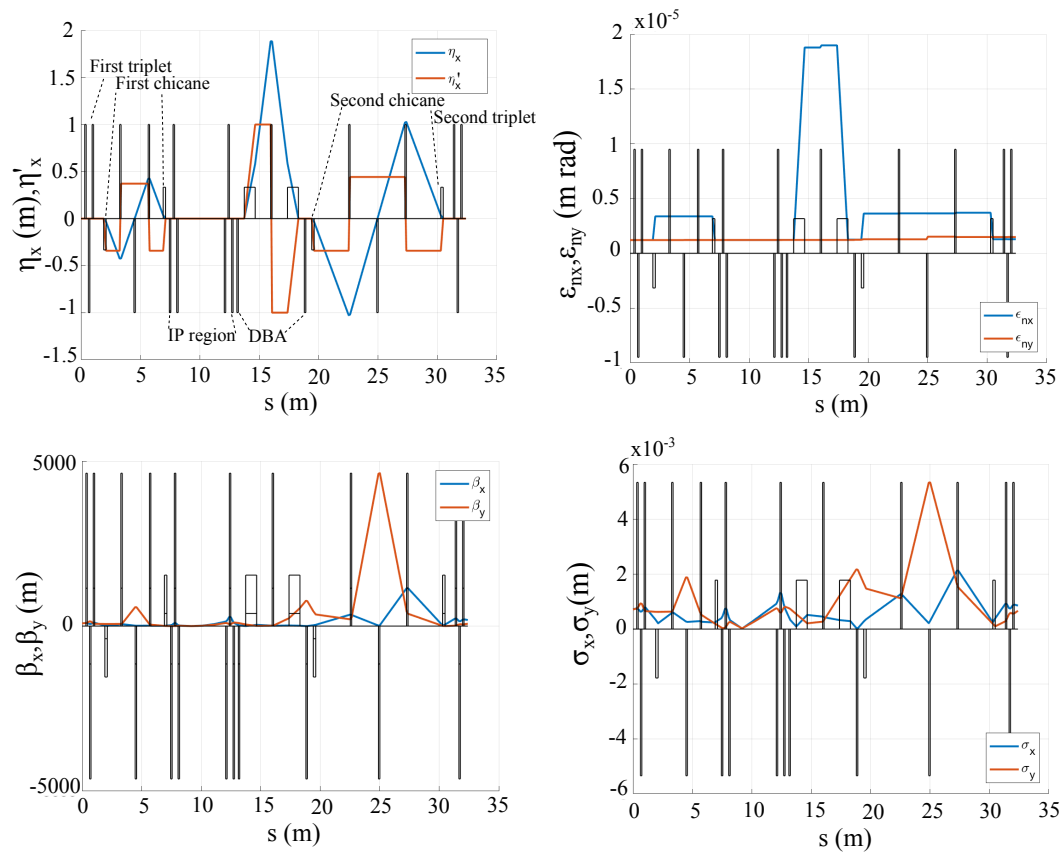 2
1.5
1
0.5
0
-0.5
-1
-1.5
η_x (m),η'_x
First triplet
First chicane
η_x
η_x'
Second chicane
Second triplet
IP region
DBA
0 5 10 15 20 25 30 35
s (m)
x10^-5
2
1.5
1
0.5
0
-0.5
-1
ε_nx,ε_ny (m rad)
ϵ_nx
ϵ_ny
0 5 10 15 20 25 30 35
s (m)
5000
0
-5000
β_x,β_y (m)
β_x
β_y
0 5 10 15 20 25 30 35
s (m)
x10^-3
6
4
2
0
-2
-4
-6
σ_x,σ_y(m)
σ_x
σ_y
0 5 10 15 20 25 30 35
s (m)